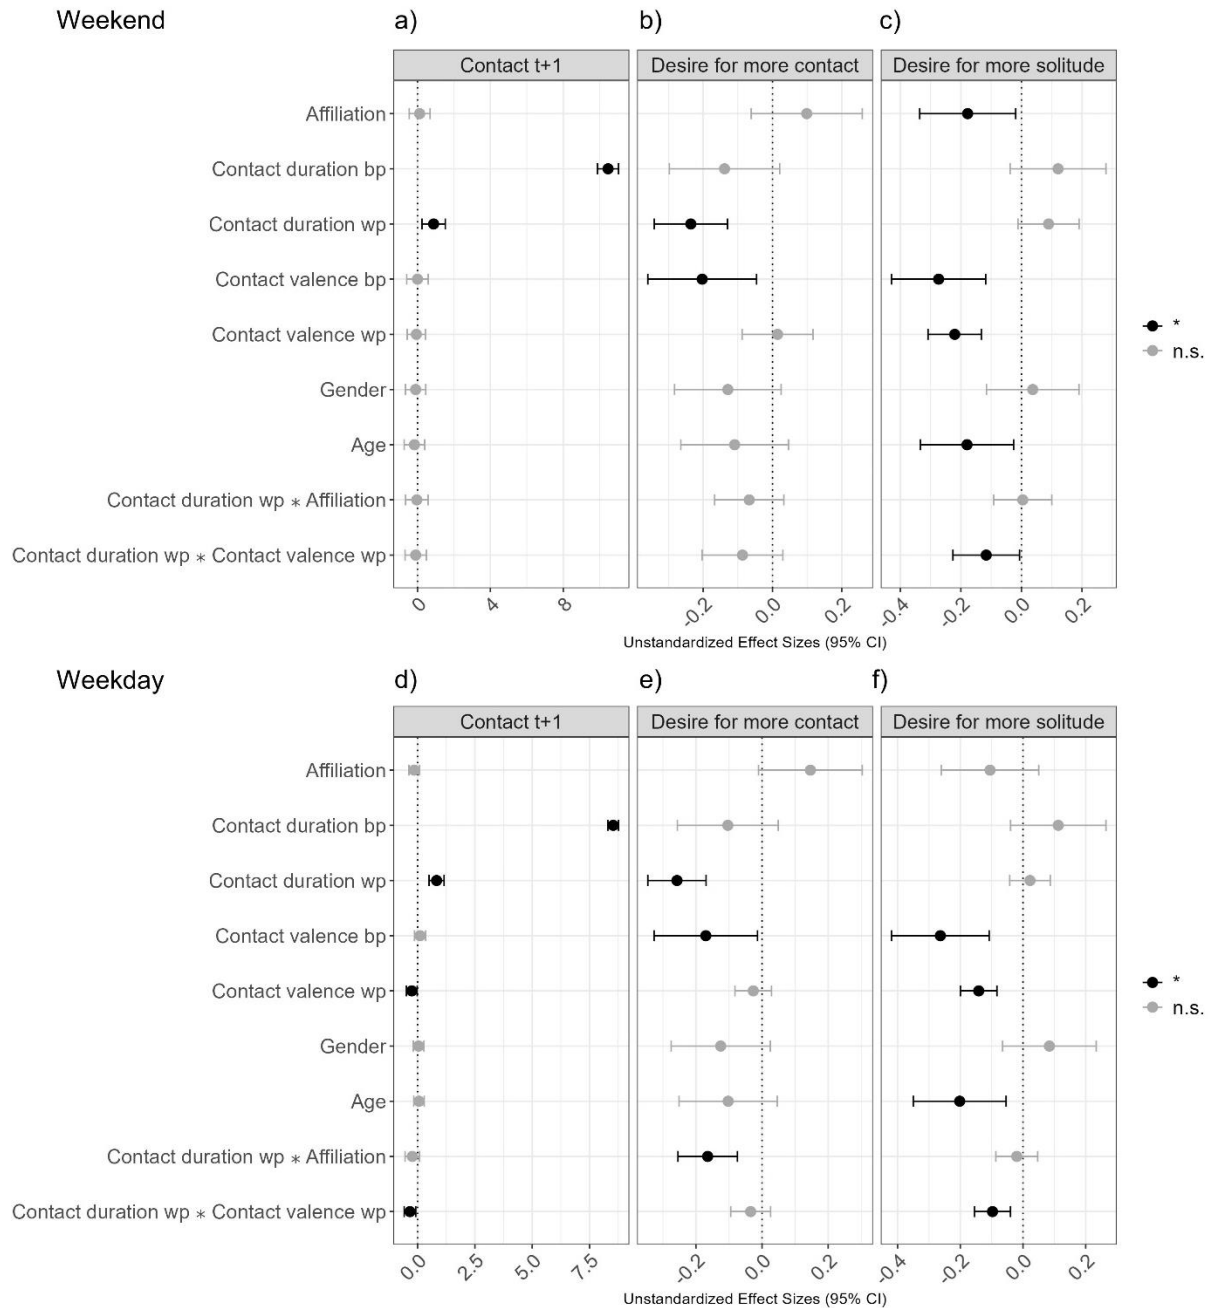 Weekend
a) b) c)
Contact t+1 Desire for more contact Desire for more solitude
Affiliation
Contact duration bp
Contact duration wp
Contact valence bp
Contact valence wp
Gender
Age
Contact duration wp * Affiliation
Contact duration wp * Contact valence wp
*
n.s.
0 4 8 -0.2 0.0 0.2 -0.4 -0.2 0.0 0.2
Unstandardized Effect Sizes (95% CI)
Weekday
d) e) f)
Contact t+1 Desire for more contact Desire for more solitude
Affiliation
Contact duration bp
Contact duration wp
Contact valence bp
Contact valence wp
Gender
Age
Contact duration wp * Affiliation
Contact duration wp * Contact valence wp
*
n.s.
0.0 2.5 5.0 7.5 -0.2 0.0 0.2 -0.4 -0.2 0.0 0.2
Unstandardized Effect Sizes (95% CI)